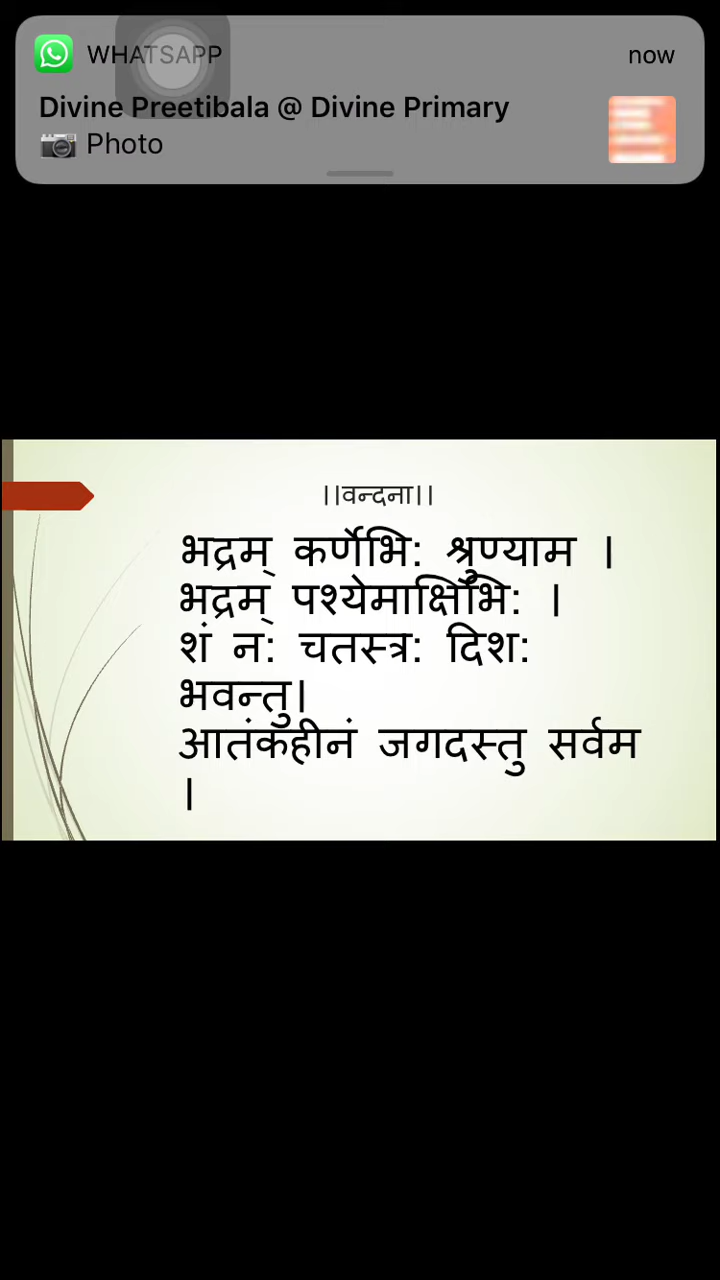 WHATSAPP now
Divine Preetibala @ Divine Primary
📷 Photo
||वन्दना||
भद्रम् कर्णेभि: श्रुण्याम |
भद्रम् पश्येमाक्षिभि: |
शं न: चतस्त्र: दिश:
भवन्तु|
आतंकहीनं जगदस्तु सर्वम
|